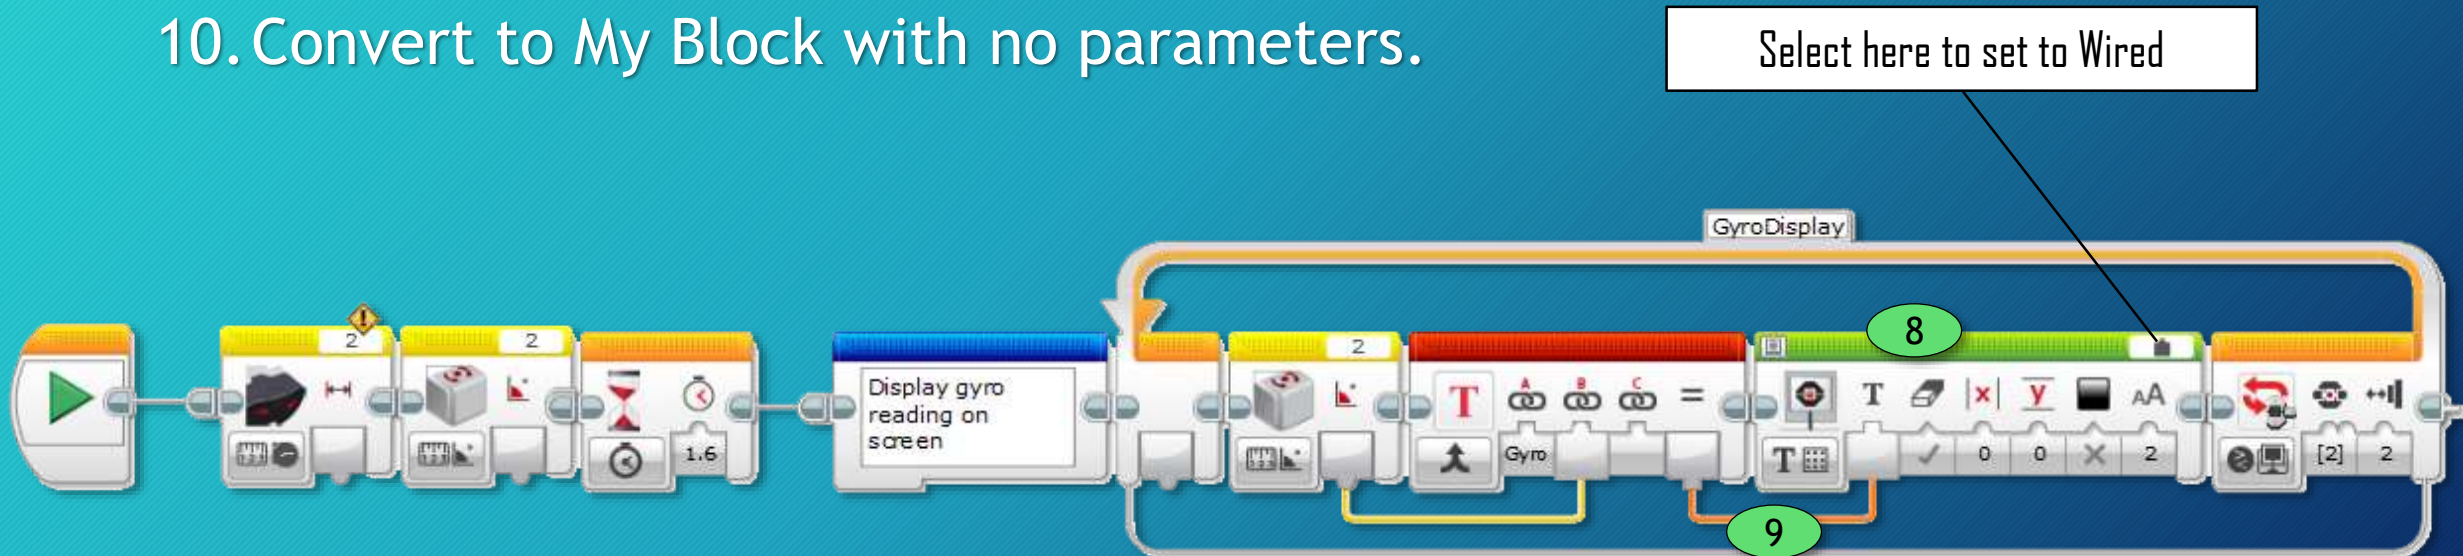 10. Convert to My Block with no parameters.
Select here to set to Wired
GyroDisplay
8
2
2
2
Display gyro
reading on
screen
T
A
B
C
=
T
x
y
AA
1.6
Gyro
T
0
0
2
[2]
2
9